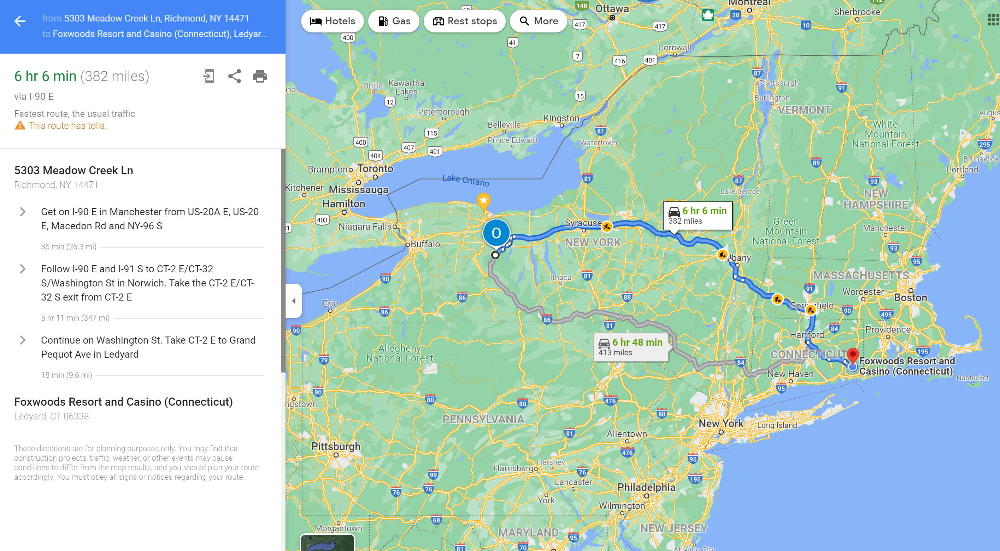 from 5303 Meadow Creek Ln, Richmond, NY 14471
to Foxwoods Resort and Casino (Connecticut), Ledyar...
6 hr 6 min (382 miles)
via I-90 E
Fastest route, the usual traffic
This route has tolls.
5303 Meadow Creek Ln
Richmond, NY 14471
Get on I-90 E in Manchester from US-20A E, US-20
E, Macedon Rd and NY-96 S
36 min (26.3 mi)
Follow I-90 E and I-91 S to CT-2 E/CT-32
S/Washington St in Norwich. Take the CT-2 E/CT-
32 S exit from CT-2 E
5 hr 11 min (347 mi)
Continue on Washington St. Take CT-2 E to Grand
Pequot Ave in Ledyard
18 min (9.6 mi)
Foxwoods Resort and Casino (Connecticut)
Ledyard, CT 06338
These directions are for planning purposes only. You may find that
construction projects, traffic, weather, or other events may cause
conditions to differ from the map results, and you should plan your route
accordingly. You must obey all signs or notices regarding your route.
Hotels
Gas
Rest stops
More
148
Ottawa
Montreal
20
Sherbrooke
10
417
417
400
41
7
416
401
Cornwall
87
Plattsburgh
91
Burlington
VERMONT
Orillia
Kawartha
Lakes
12
15
Peterborough
Kingston
Belleville
Prince Edward
81
Watertown
115
400
407
401
404
White
Mountain
National Forest
295
Brunswick
Portland
89
93
Brampton
Toronto
Lake Ontario
81
87
Lake George
Kitchener
Mississauga
Hamilton
NEW
HAMPSHIRE
403
Niagara Falls
Buffalo
O
Syracuse
NEW YORK
6 hr 6 min
382 miles
Green
Mountain
National Forest
Manchester
93
95
lbany
MASSACHUSETTS
90
Ithaca
81
91
Worcester
Boston
86
88
Erie
86
Springfield
90
495
86
81
84
Hartford
Providence
90
6 hr 48 min
413 miles
Allegheny
National Forest
79
CONNECTICUT
195
84
Foxwoods Resort and
Casino (Connecticut)
New Haven
Nantucket
95
80
80
80
476
ngstown
80
PENNSYLVANIA
New York
Long Island
81
Allentown
Pittsburgh
476
95
Hershey
Harrisburg
99
76
195
Lancaster
76
76
Philadelphia
York
Wilmington
68
Morgantown
MARYLAND
NEW JERSEY
95
81
70
Atlantic City